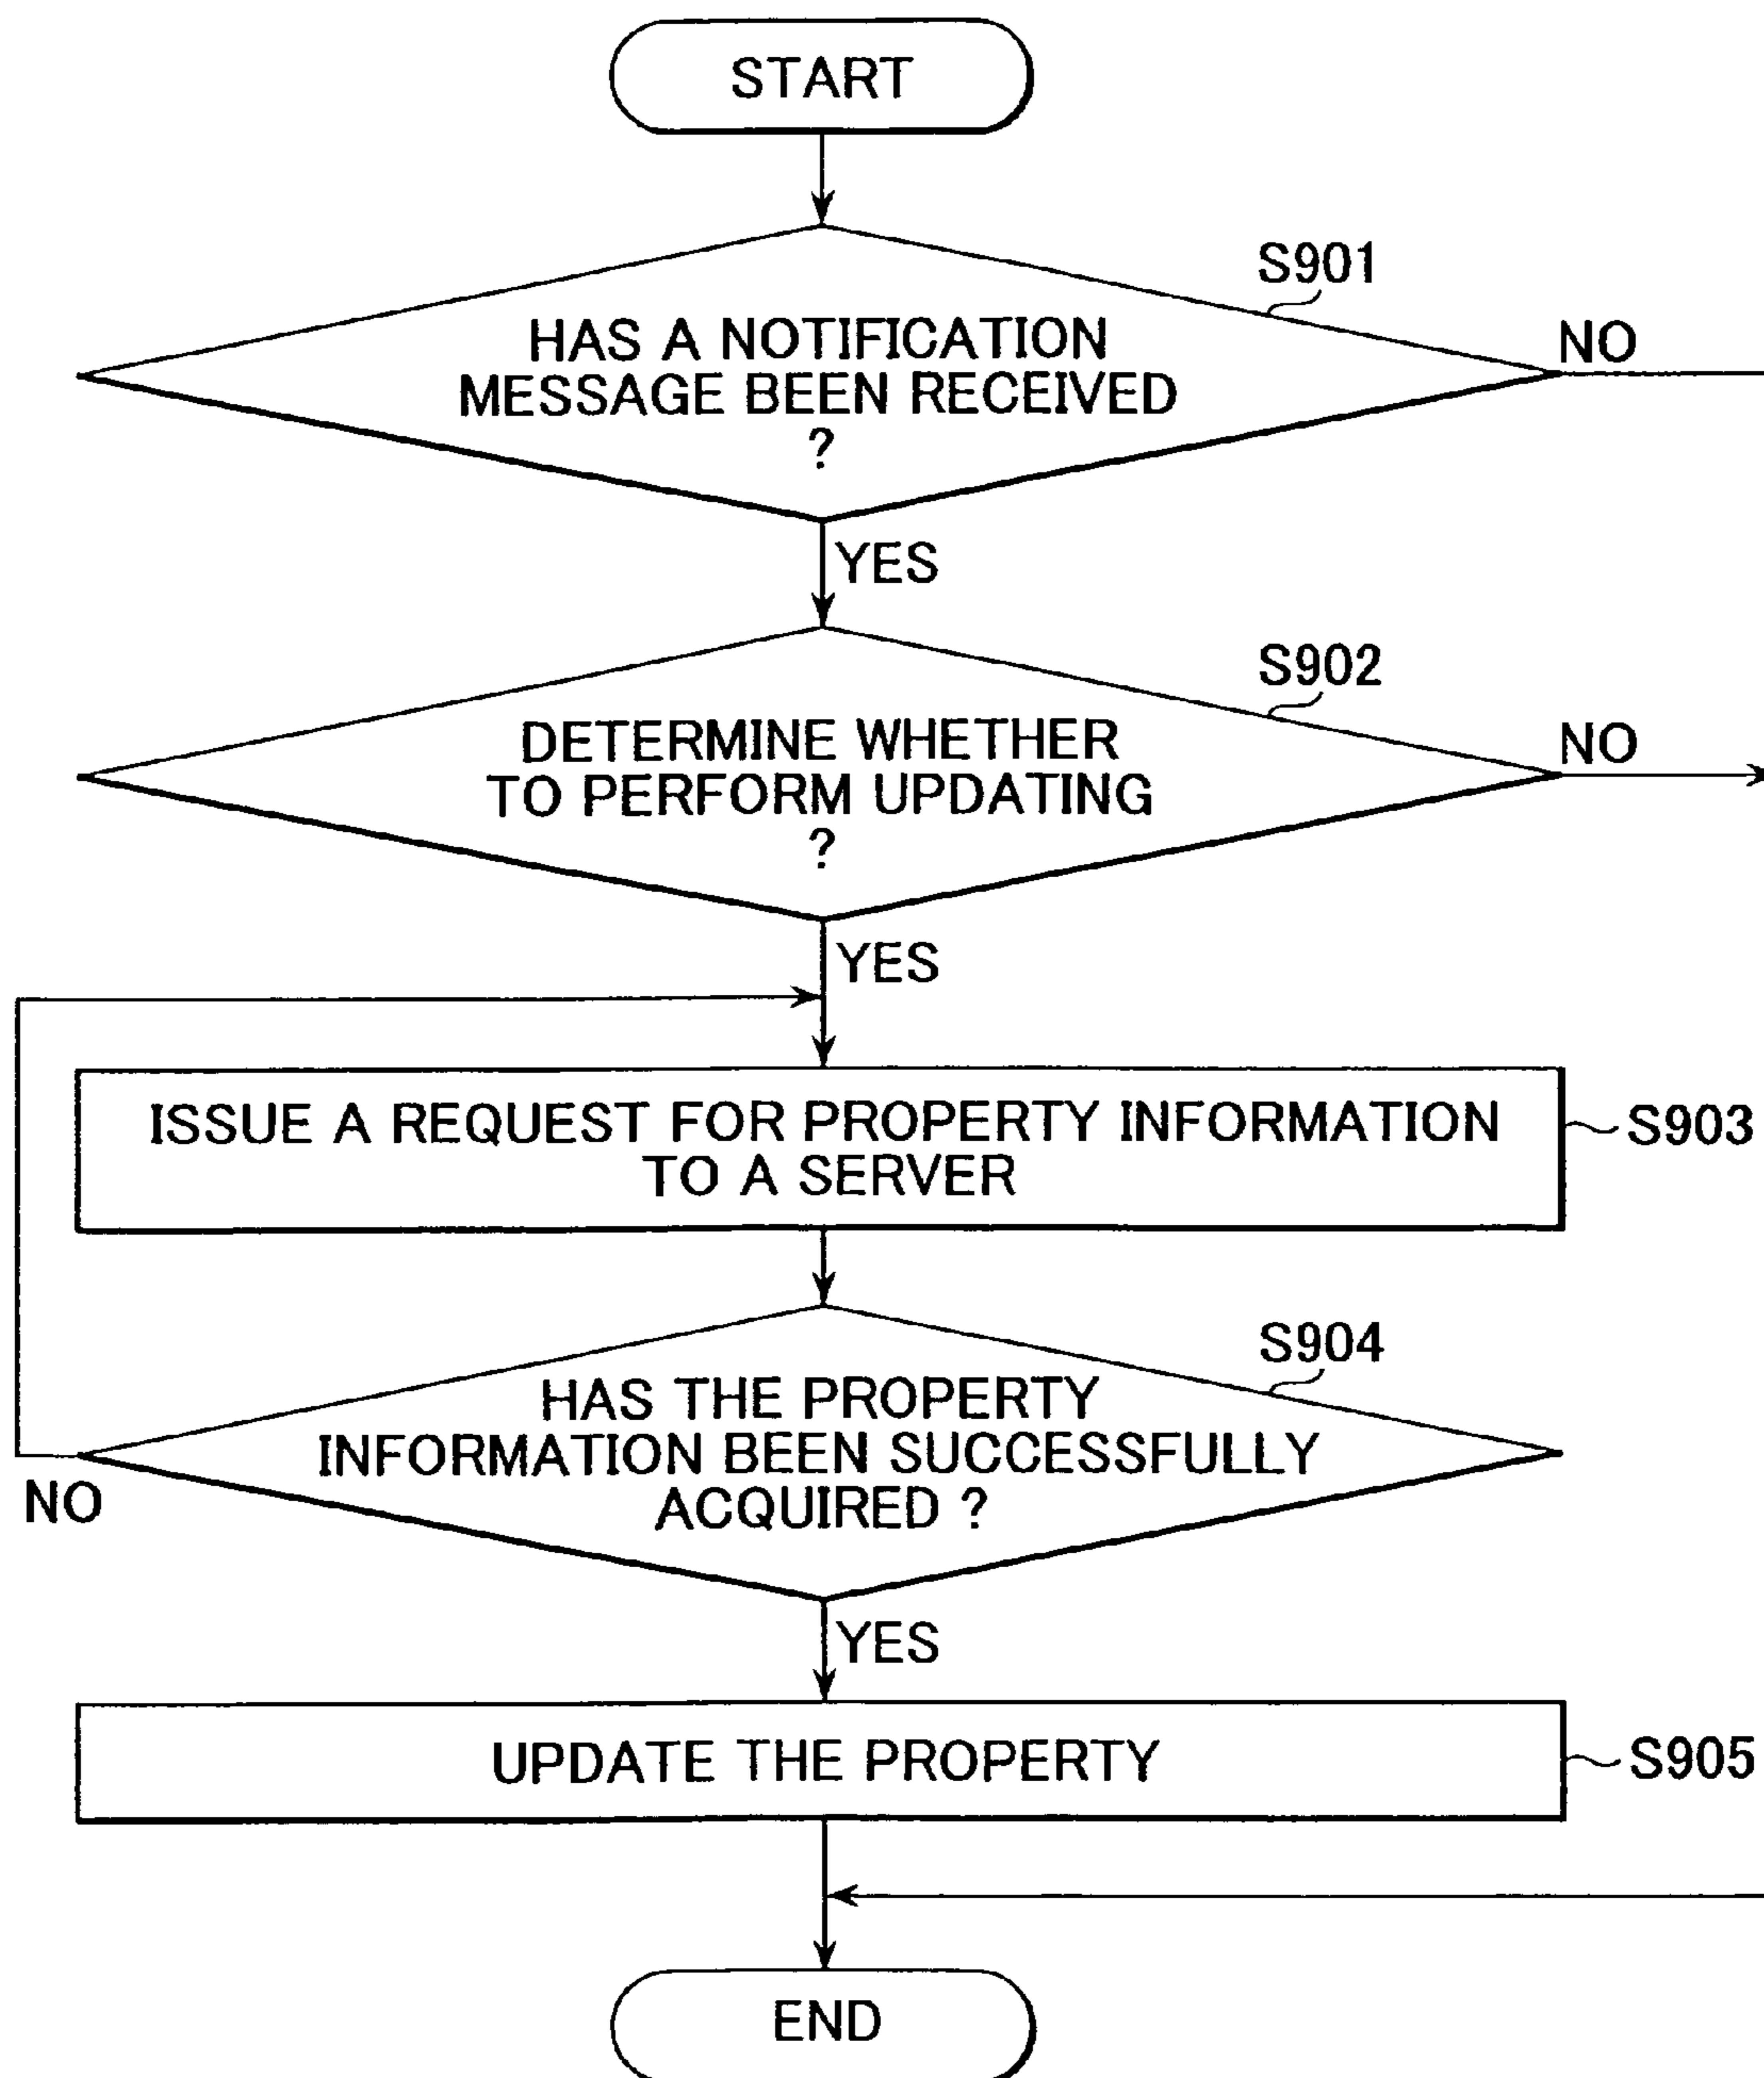 START
S901
HAS A NOTIFICATION
MESSAGE BEEN RECEIVED
?
NO
YES
S902
DETERMINE WHETHER
TO PERFORM UPDATING
?
NO
YES
ISSUE A REQUEST FOR PROPERTY INFORMATION
TO A SERVER
S903
S904
HAS THE PROPERTY
INFORMATION BEEN SUCCESSFULLY
ACQUIRED ?
NO
YES
UPDATE THE PROPERTY
S905
END